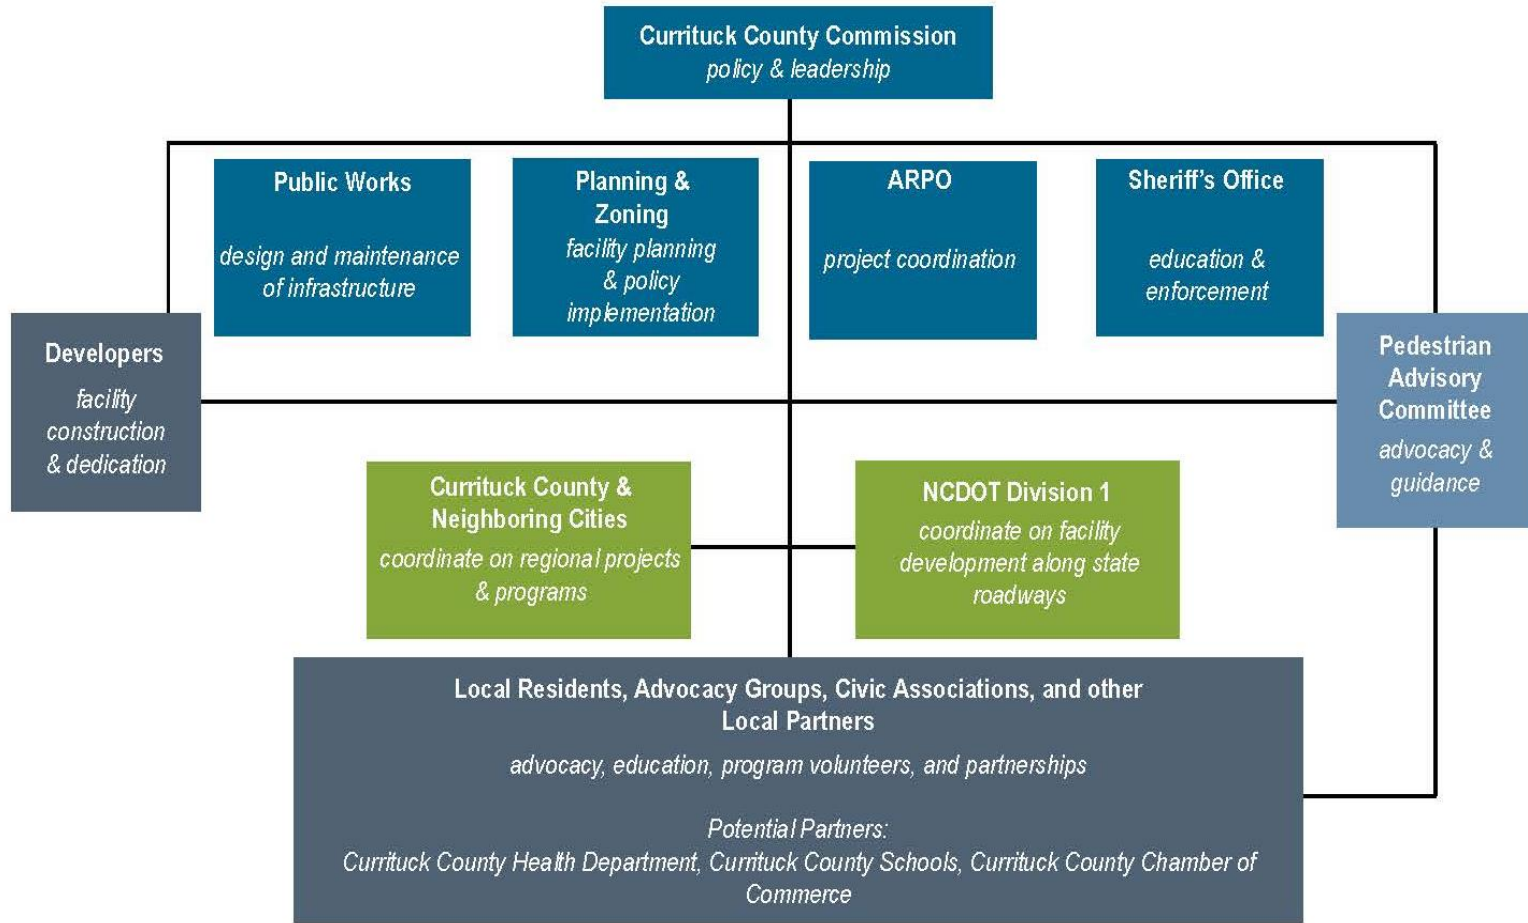 Currituck County Commission
policy & leadership
Public Works
design and maintenance
of infrastructure
Planning &
Zoning
facility planning
& policy
implementation
ARPO
project coordination
Sheriff's Office
education &
enforcement
Developers
facility
construction
& dedication
Pedestrian
Advisory
Committee
advocacy &
guidance
Currituck County &
Neighboring Cities
coordinate on regional projects
& programs
NCDOT Division 1
coordinate on facility
development along state
roadways
Local Residents, Advocacy Groups, Civic Associations, and other
Local Partners
advocacy, education, program volunteers, and partnerships
Potential Partners:
Currituck County Health Department, Currituck County Schools, Currituck County Chamber of
Commerce